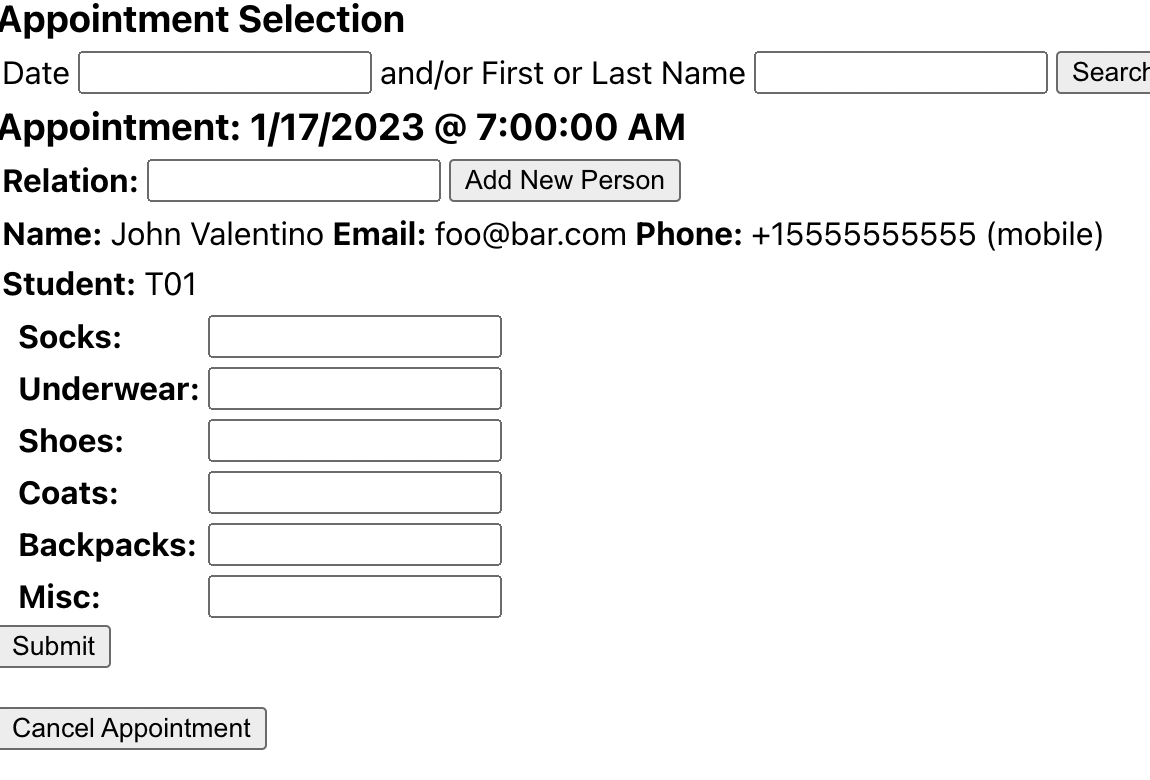 Appointment Selection
Date and/or First or Last Name Search
Appointment: 1/17/2023 @ 7:00:00 AM
Relation: Add New Person
Name: John Valentino Email: foo@bar.com Phone: +15555555555 (mobile)
Student: T01
Socks:
Underwear:
Shoes:
Coats:
Backpacks:
Misc:
Submit
Cancel Appointment